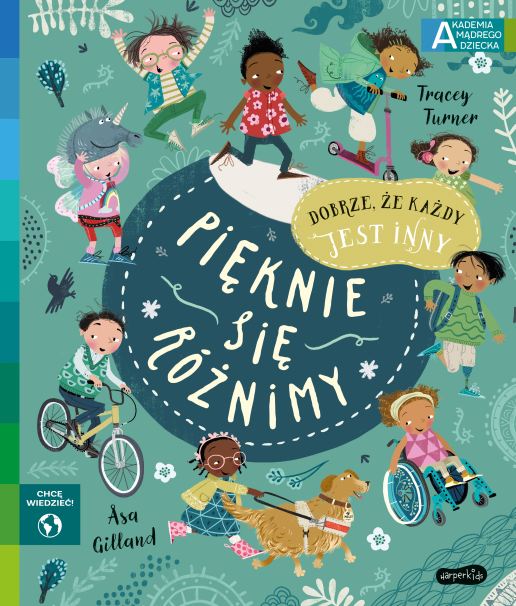 AKADEMIA
MĄDREGO
DZIECKA
Tracey
Turner
DOBRZE, ŻE KAŻDY
JEST INNY
PIĘKNIE
SIĘ
RÓŻNIMY
CHCĘ
WIEDZIEĆ!
Åsa
Gilland
HarperKids